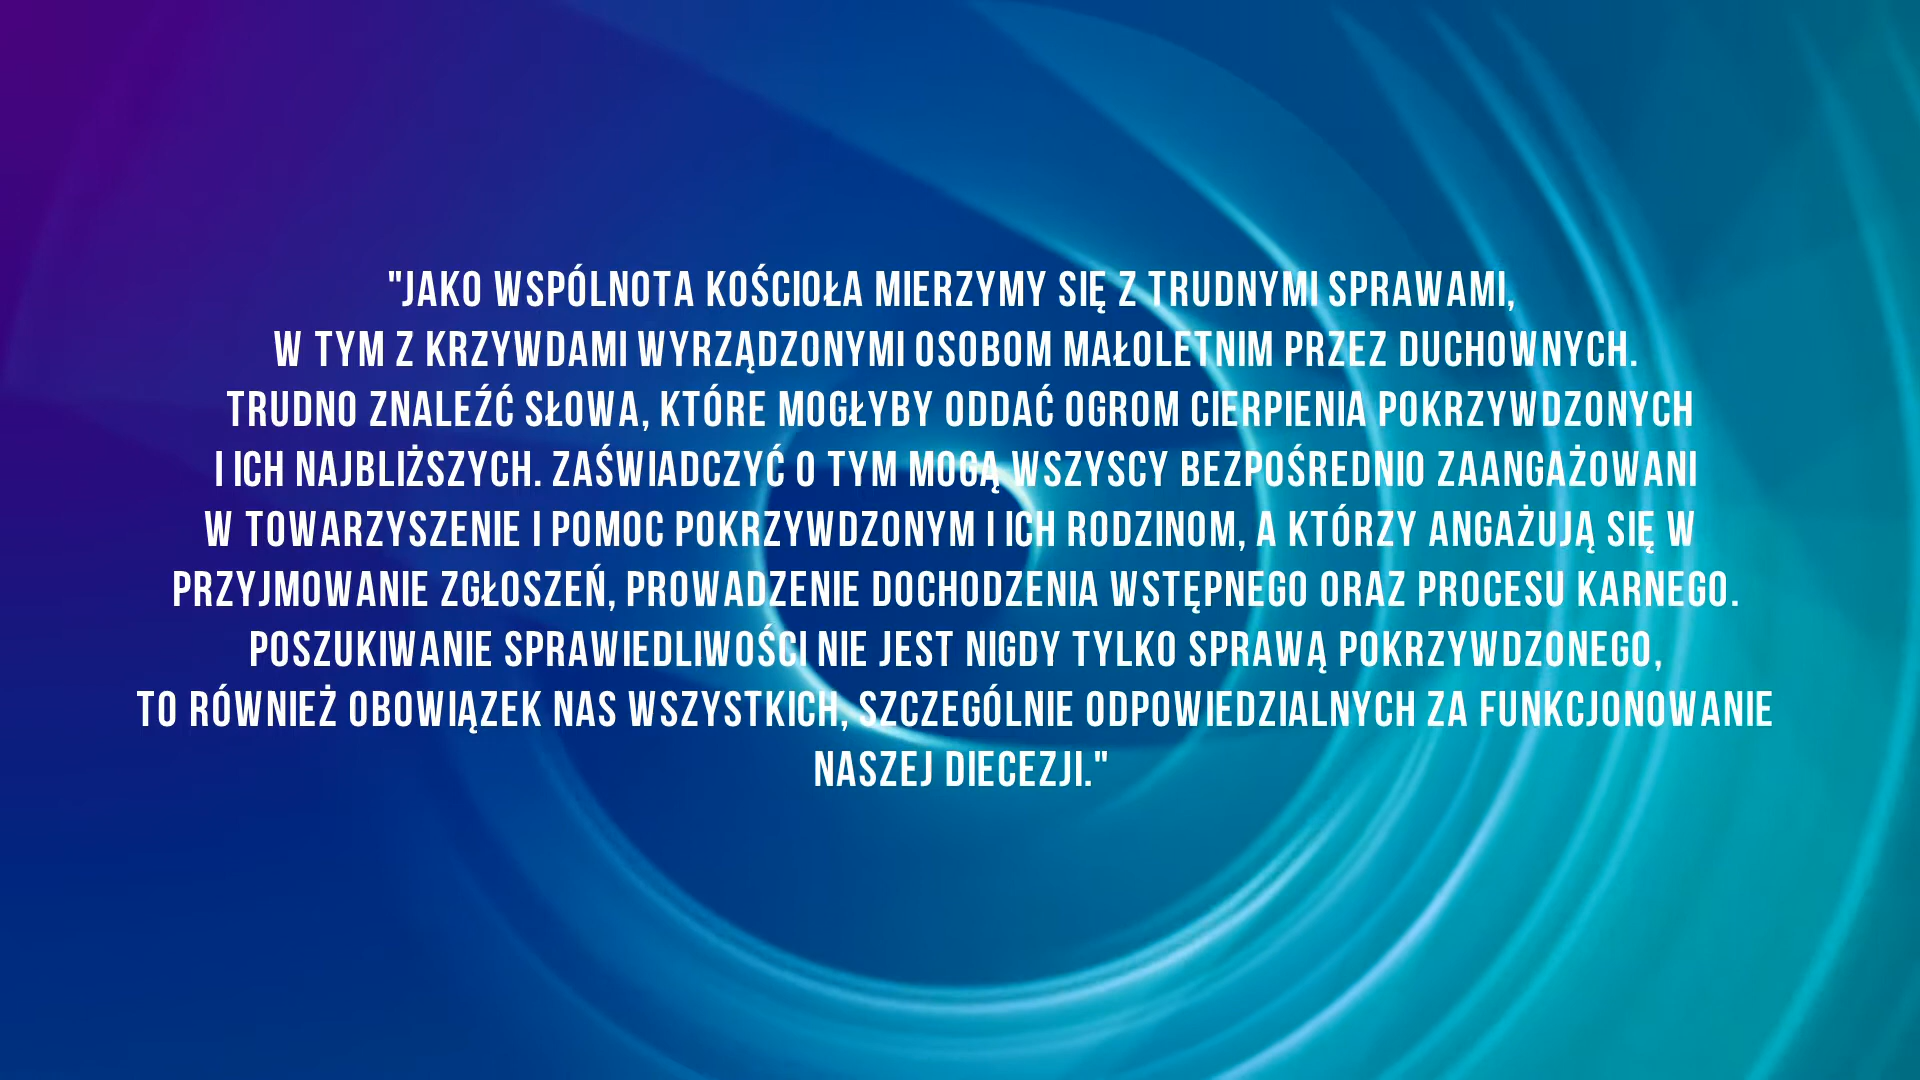 "JAKO WSPÓLNOTA KOŚCIOŁA MIERZYMY SIĘ Z TRUDNYMI SPRAWAMI,
W TYM Z KRZYWDAMI WYRZĄDZONYMI OSOBOM MAŁOLETNIM PRZEZ DUCHOWNYCH.
TRUDNO ZNALEŹĆ SŁOWA, KTÓRE MOGŁYBY ODDAĆ OGROM CIERPIENIA POKRZYWDZONYCH
I ICH NAJBLIŻSZYCH. ZAŚWIADCZYĆ O TYM MOGĄ WSZYSCY BEZPOŚREDNIO ZAANGAŻOWANI
W TOWARZYSZENIE I POMOC POKRZYWDZONYM I ICH RODZINOM, A KTÓRZY ANGAŻUJĄ SIĘ W
PRZYJMOWANIE ZGŁOSZEŃ, PROWADZENIE DOCHODZENIA WSTĘPNEGO ORAZ PROCESU KARNEGO.
POSZUKIWANIE SPRAWIEDLIWOŚCI NIE JEST NIGDY TYLKO SPRAWĄ POKRZYWDZONEGO,
TO RÓWNIEŻ OBOWIĄZEK NAS WSZYSTKICH, SZCZEGÓLNIE ODPOWIEDZIALNYCH ZA FUNKCJONOWANIE
NASZEJ DIECEZJI."